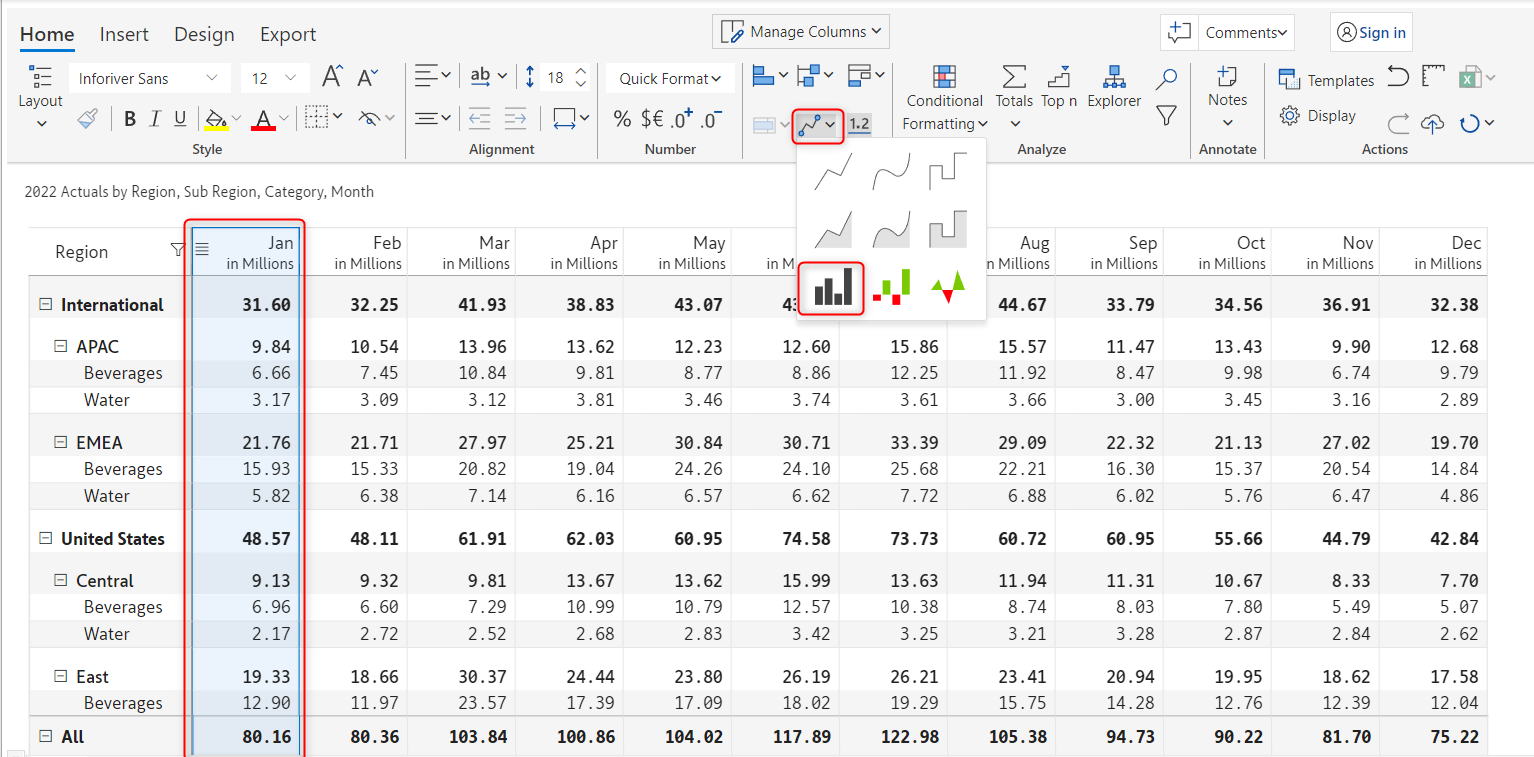 Home Insert Design Export Manage Columns Comments Sign in
Inforiver Sans 12 A A ab 18 Quick Format
Layout Conditional Formatting Totals Top n Explorer Notes Templates
B I U A % $€ .0+ .0- 1.2 Display
Style Alignment Number Analyze Annotate Actions
2022 Actuals by Region, Sub Region, Category, Month
Region Jan Feb Mar Apr May Aug Sep Oct Nov Dec
in Millions in Millions in Millions in Millions in Millions in M n Millions in Millions in Millions in Millions in Millions
International 31.60 32.25 41.93 38.83 43.07 43 44.67 33.79 34.56 36.91 32.38
APAC 9.84 10.54 13.96 13.62 12.23 12.60 15.86 15.57 11.47 13.43 9.90 12.68
Beverages 6.66 7.45 10.84 9.81 8.77 8.86 12.25 11.92 8.47 9.98 6.74 9.79
Water 3.17 3.09 3.12 3.81 3.46 3.74 3.61 3.66 3.00 3.45 3.16 2.89
EMEA 21.76 21.71 27.97 25.21 30.84 30.71 33.39 29.09 22.32 21.13 27.02 19.70
Beverages 15.93 15.33 20.82 19.04 24.26 24.10 25.68 22.21 16.30 15.37 20.54 14.84
Water 5.82 6.38 7.14 6.16 6.57 6.62 7.72 6.88 6.02 5.76 6.47 4.86
United States 48.57 48.11 61.91 62.03 60.95 74.58 73.73 60.72 60.95 55.66 44.79 42.84
Central 9.13 9.32 9.81 13.67 13.62 15.99 13.63 11.94 11.31 10.67 8.33 7.70
Beverages 6.96 6.60 7.29 10.99 10.79 12.57 10.38 8.74 8.03 7.80 5.49 5.07
Water 2.17 2.72 2.52 2.68 2.83 3.42 3.25 3.21 3.28 2.87 2.84 2.62
East 19.33 18.66 30.37 24.44 23.80 26.19 26.21 23.41 20.94 19.95 18.62 17.58
Beverages 12.90 11.97 23.57 17.39 17.09 18.02 19.29 15.75 14.28 12.76 12.39 12.04
All 80.16 80.36 103.84 100.86 104.02 117.89 122.98 105.38 94.73 90.22 81.70 75.22